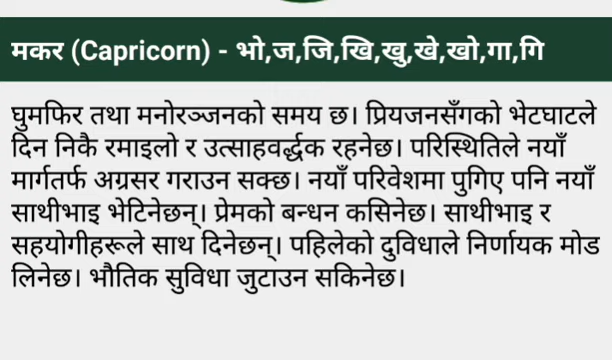 मकर (Capricorn) - भो,ज,जि,खि,खु,खे,खो,गा,गि
घुमफिर तथा मनोरञ्जनको समय छ। प्रियजनसँगको भेटघाटले
दिन निकै रमाइलो र उत्साहवर्द्धक रहनेछ। परिस्थितिले नयाँ
मार्गतर्फ अग्रसर गराउन सक्छ। नयाँ परिवेशमा पुगिए पनि नयाँ
साथीभाइ भेटिनेछन्। प्रेमको बन्धन कसिनेछ। साथीभाइ र
सहयोगीहरूले साथ दिनेछन्। पहिलेको दुविधाले निर्णायक मोड
लिनेछ। भौतिक सुविधा जुटाउन सकिनेछ।